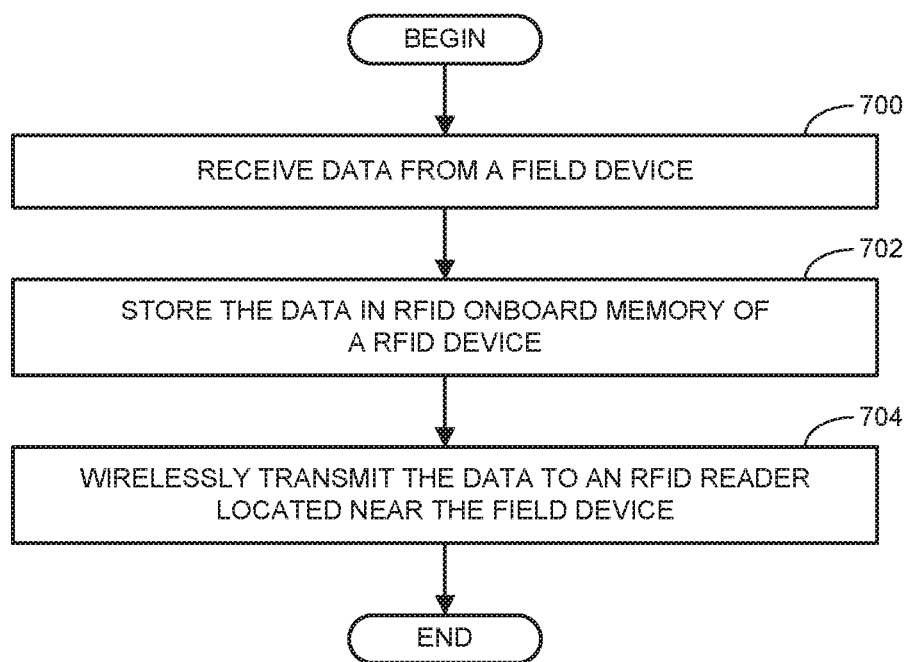 BEGIN
700
RECEIVE DATA FROM A FIELD DEVICE
702
STORE THE DATA IN RFID ONBOARD MEMORY OF
A RFID DEVICE
704
WIRELESSLY TRANSMIT THE DATA TO AN RFID READER
LOCATED NEAR THE FIELD DEVICE
END